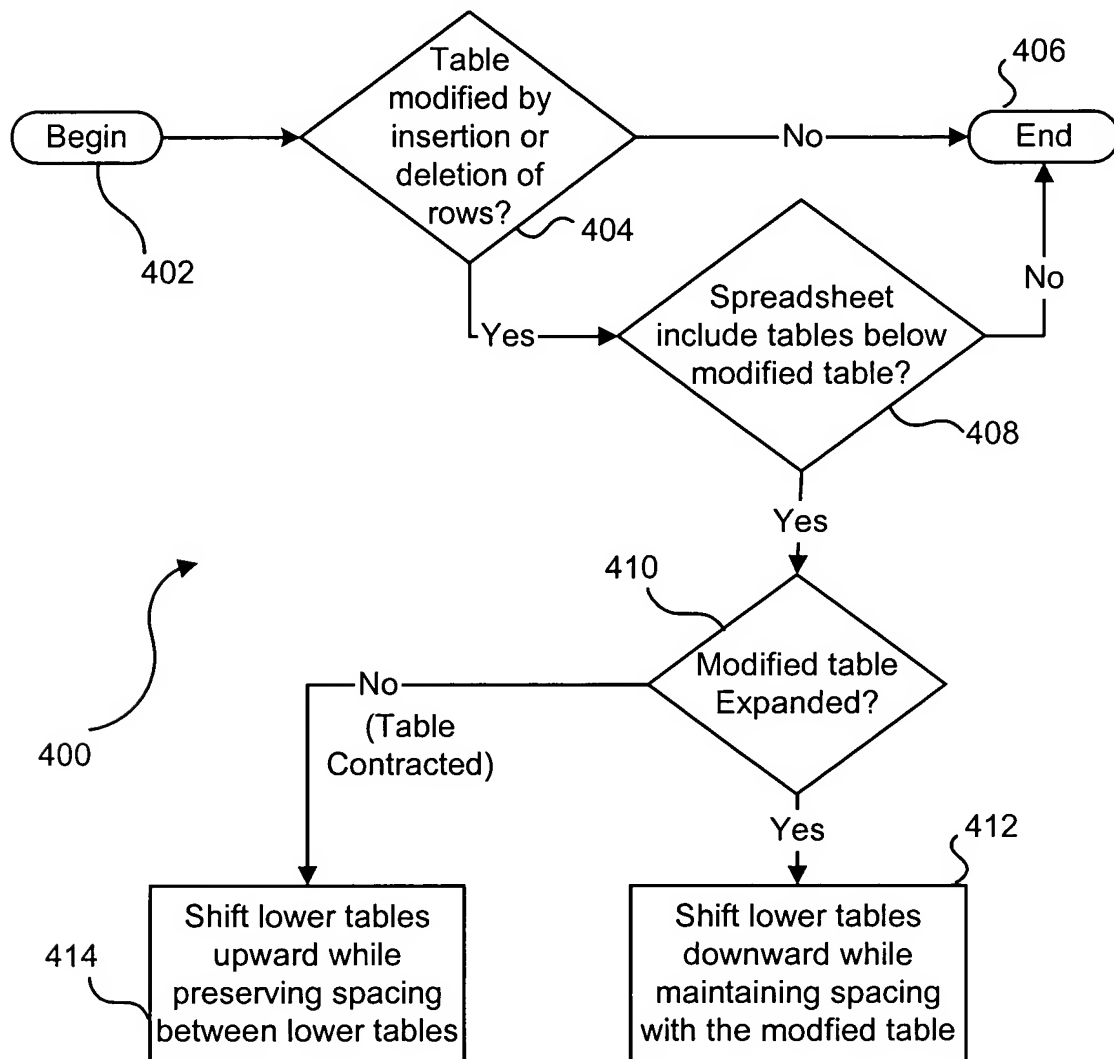 Begin
402
Table
modified by
insertion or
deletion of
rows?
404
No
406
End
Yes
Spreadsheet
include tables below
modified table?
408
No
Yes
410
Modified table
Expanded?
No
(Table
Contracted)
400
Yes
412
Shift lower tables
upward while
preserving spacing
between lower tables
414
Shift lower tables
downward while
maintaining spacing
with the modfied table